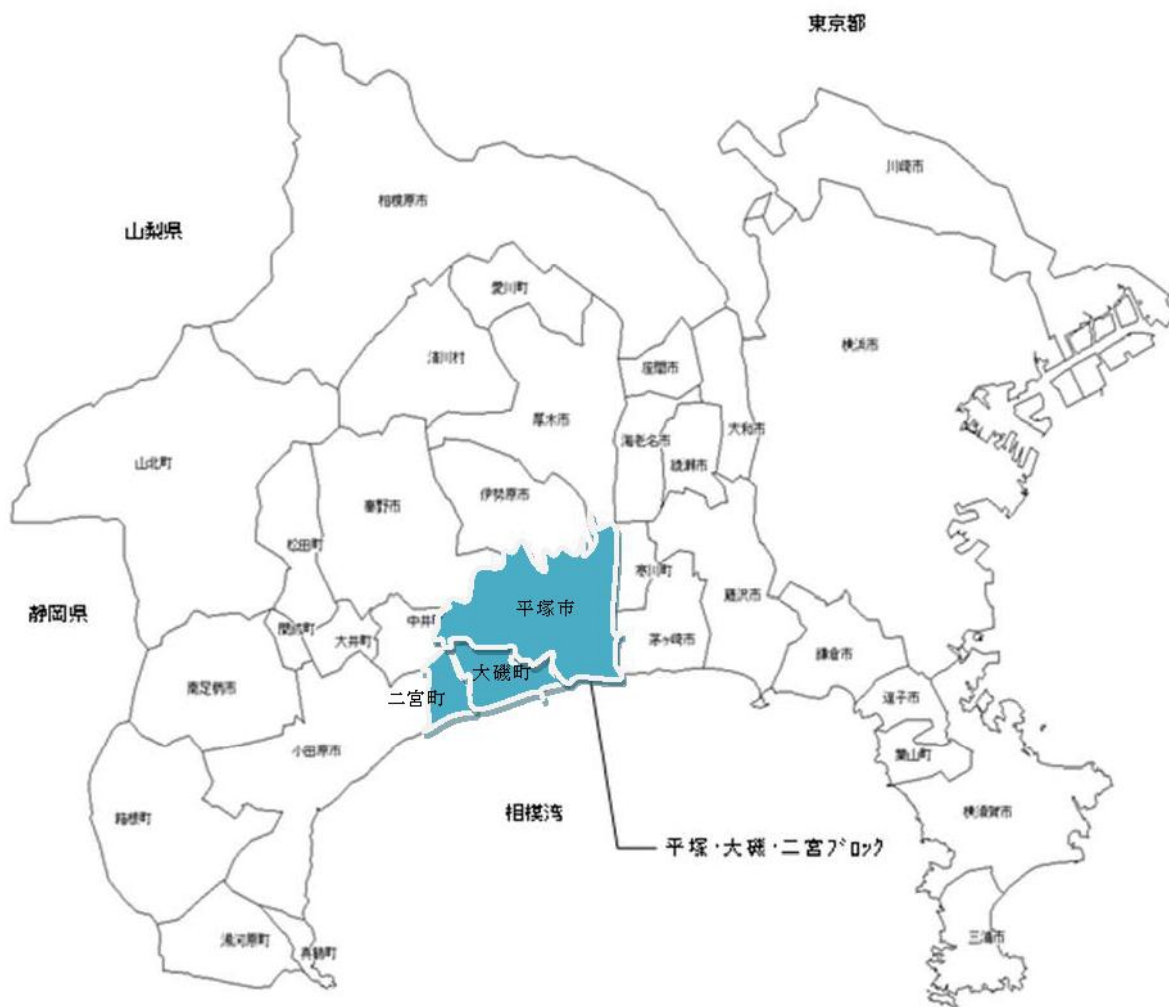 東京都
川崎市
相模原市
山梨県
愛川町
横浜市
清川村
座間市
厚木市
海老名市
大和市
綾瀬市
山北町
伊勢原市
秦野市
松田町
寒川町
藤沢市
平塚市
静岡県
開成町
大井町
中井町
茅ヶ崎市
鎌倉市
大磯町
南足柄市
二宮町
逗子市
小田原市
葉山町
箱根町
相模湾
横須賀市
平塚・大磯・二宮ブロック
湯河原町
真鶴町
三浦市